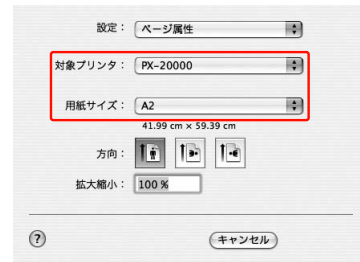 設定： ページ属性
対象プリンタ： PX-20000
用紙サイズ： A2
41.99 cm × 59.39 cm
方向：
拡大縮小： 100 %
? キャンセル